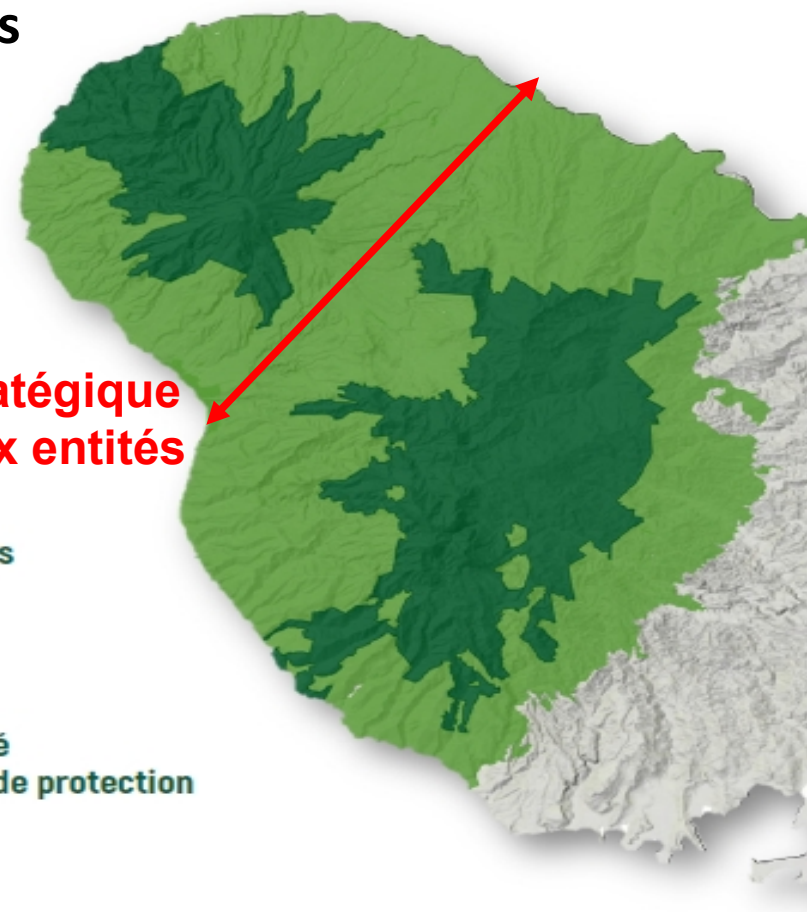 s
atégique
x entités
s
é
de protection